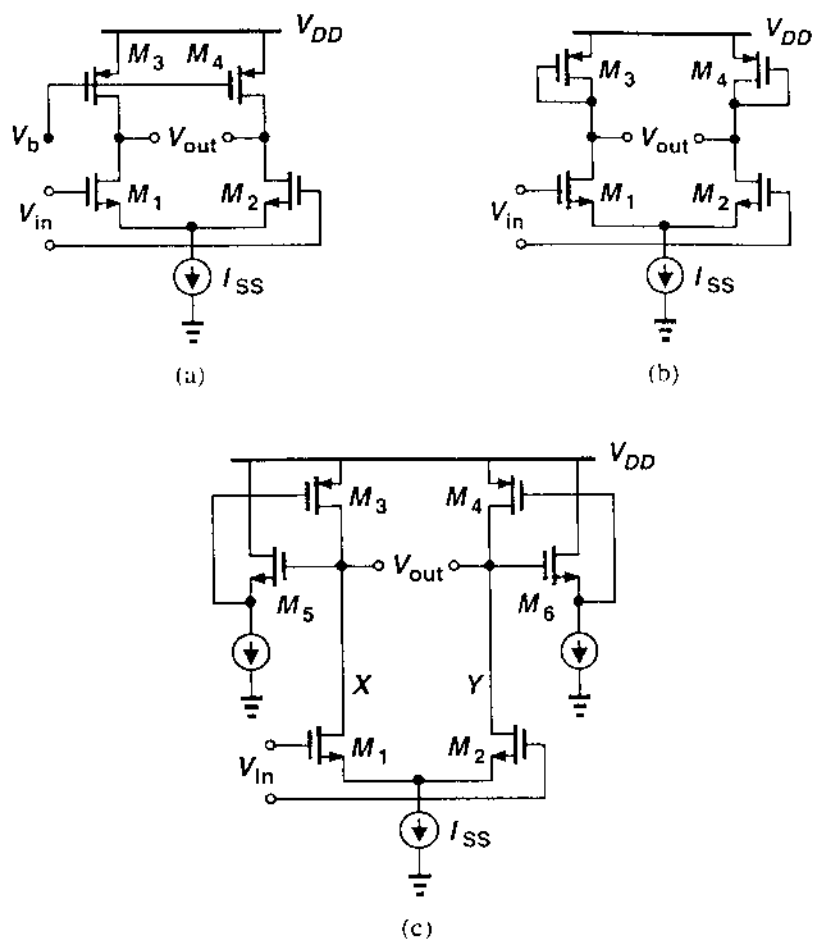 V_DD
M_3 M_4
V_b
V_out
V_in
M_1 M_2
I_SS
(a)
V_DD
M_3 M_4
V_out
V_in
M_1 M_2
I_SS
(b)
V_DD
M_3 M_4
V_out
M_5 M_6
X Y
V_In
M_1 M_2
I_SS
(c)